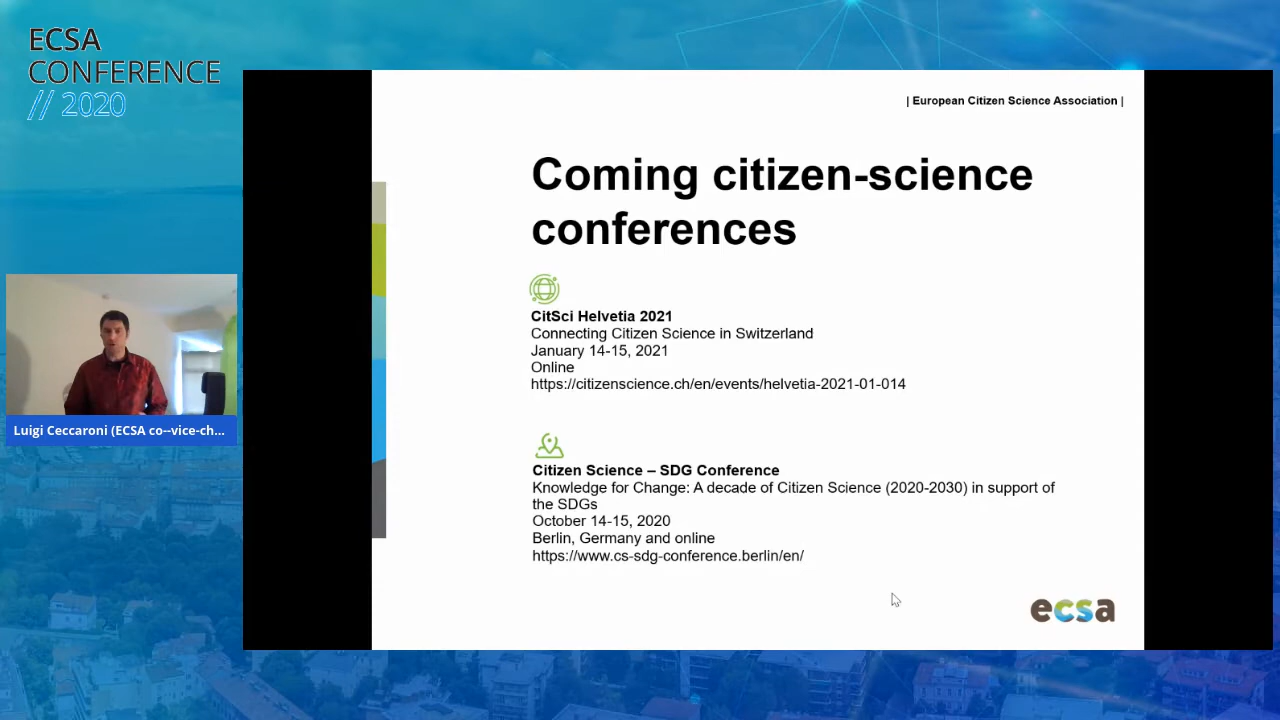 ECSA
CONFERENCE
// 2020
| European Citizen Science Association |
Coming citizen-science
conferences
CitSci Helvetia 2021
Connecting Citizen Science in Switzerland
January 14-15, 2021
Online
https://citizenscience.ch/en/events/helvetia-2021-01-014
Citizen Science – SDG Conference
Knowledge for Change: A decade of Citizen Science (2020-2030) in support of
the SDGs
October 14-15, 2020
Berlin, Germany and online
https://www.cs-sdg-conference.berlin/en/
ecsa
Luigi Ceccaroni (ECSA co--vice-ch...